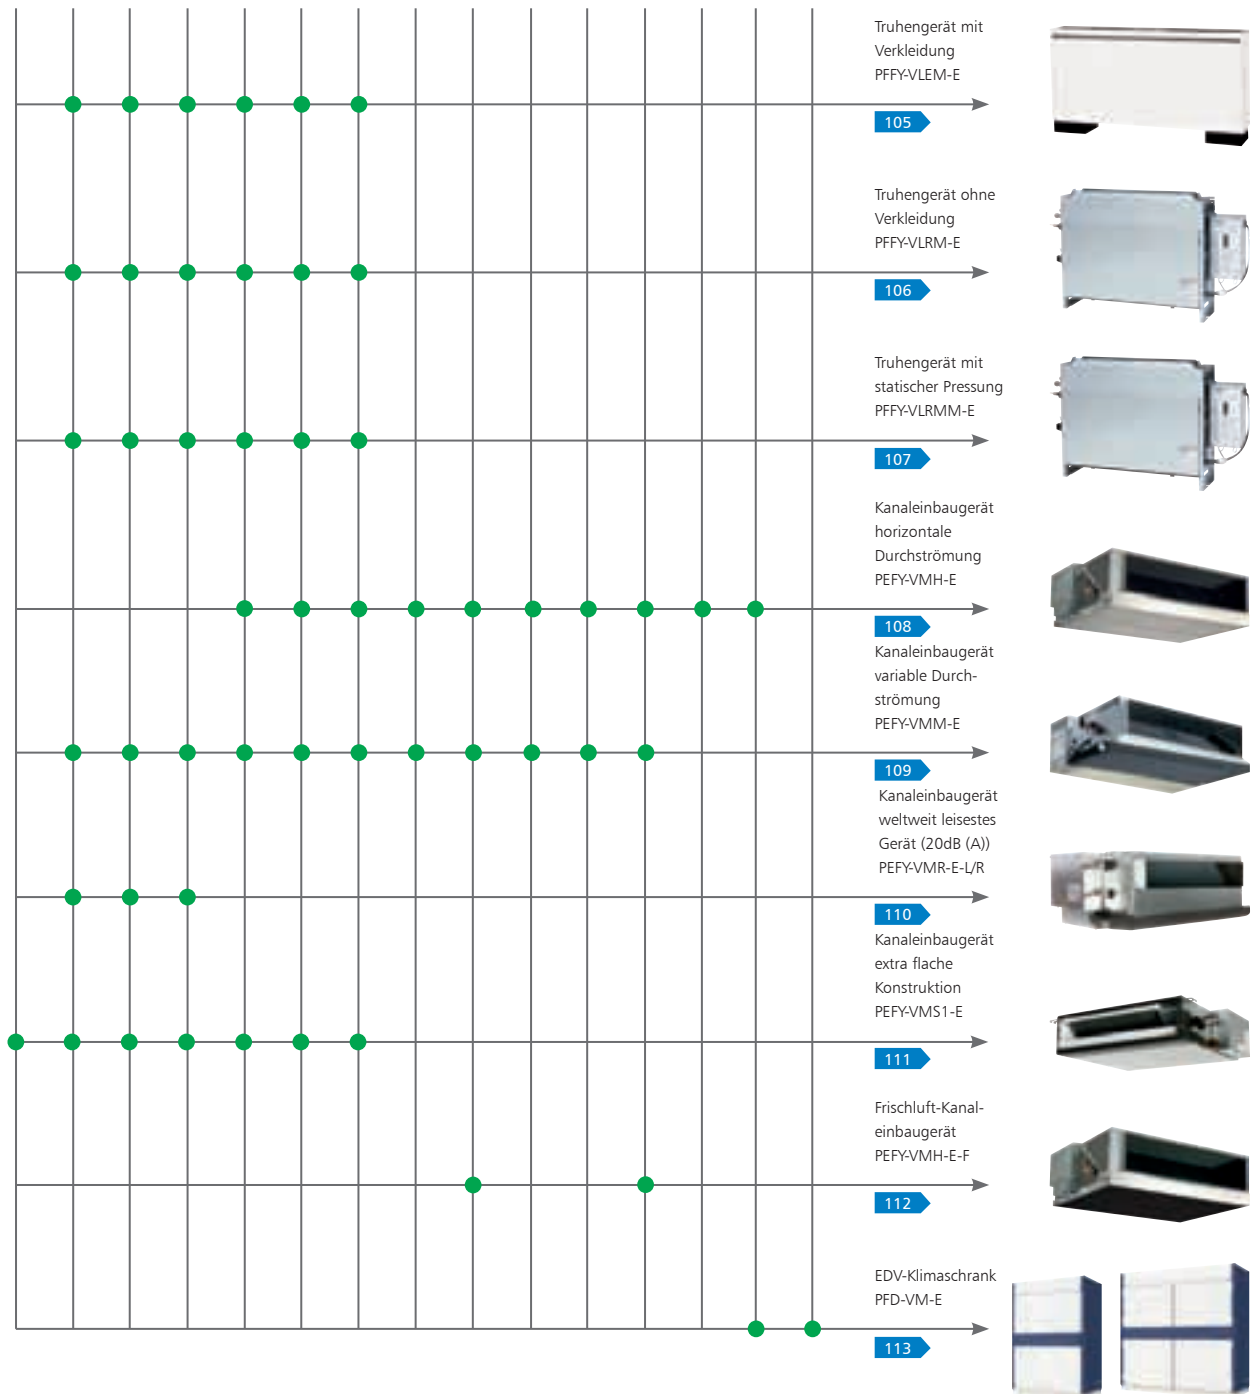 Truhengerät mit
Verkleidung
PFFY-VLEM-E
105
Truhengerät ohne
Verkleidung
PFFY-VLRM-E
106
Truhengerät mit
statischer Pressung
PFFY-VLRMM-E
107
Kanaleinbaugerät
horizontale
Durchströmung
PEFY-VMH-E
108
Kanaleinbaugerät
variable Durch-
strömung
PEFY-VMM-E
109
Kanaleinbaugerät
weltweit leisestes
Gerät (20dB (A))
PEFY-VMR-E-L/R
110
Kanaleinbaugerät
extra flache
Konstruktion
PEFY-VMS1-E
111
Frischluft-Kanal-
einbaugerät
PEFY-VMH-E-F
112
EDV-Klimaschrank
PFD-VM-E
113